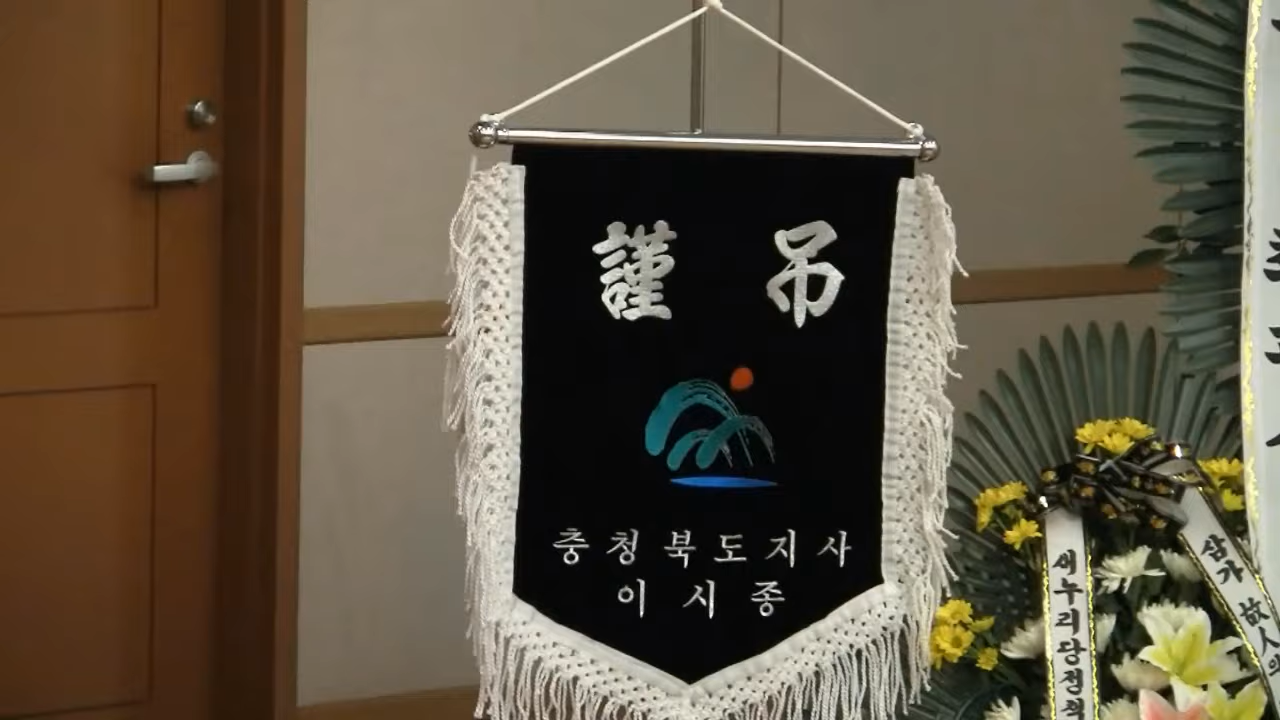 謹 吊
충청북도지사
이시종
새누리당정책
삼가 故人의